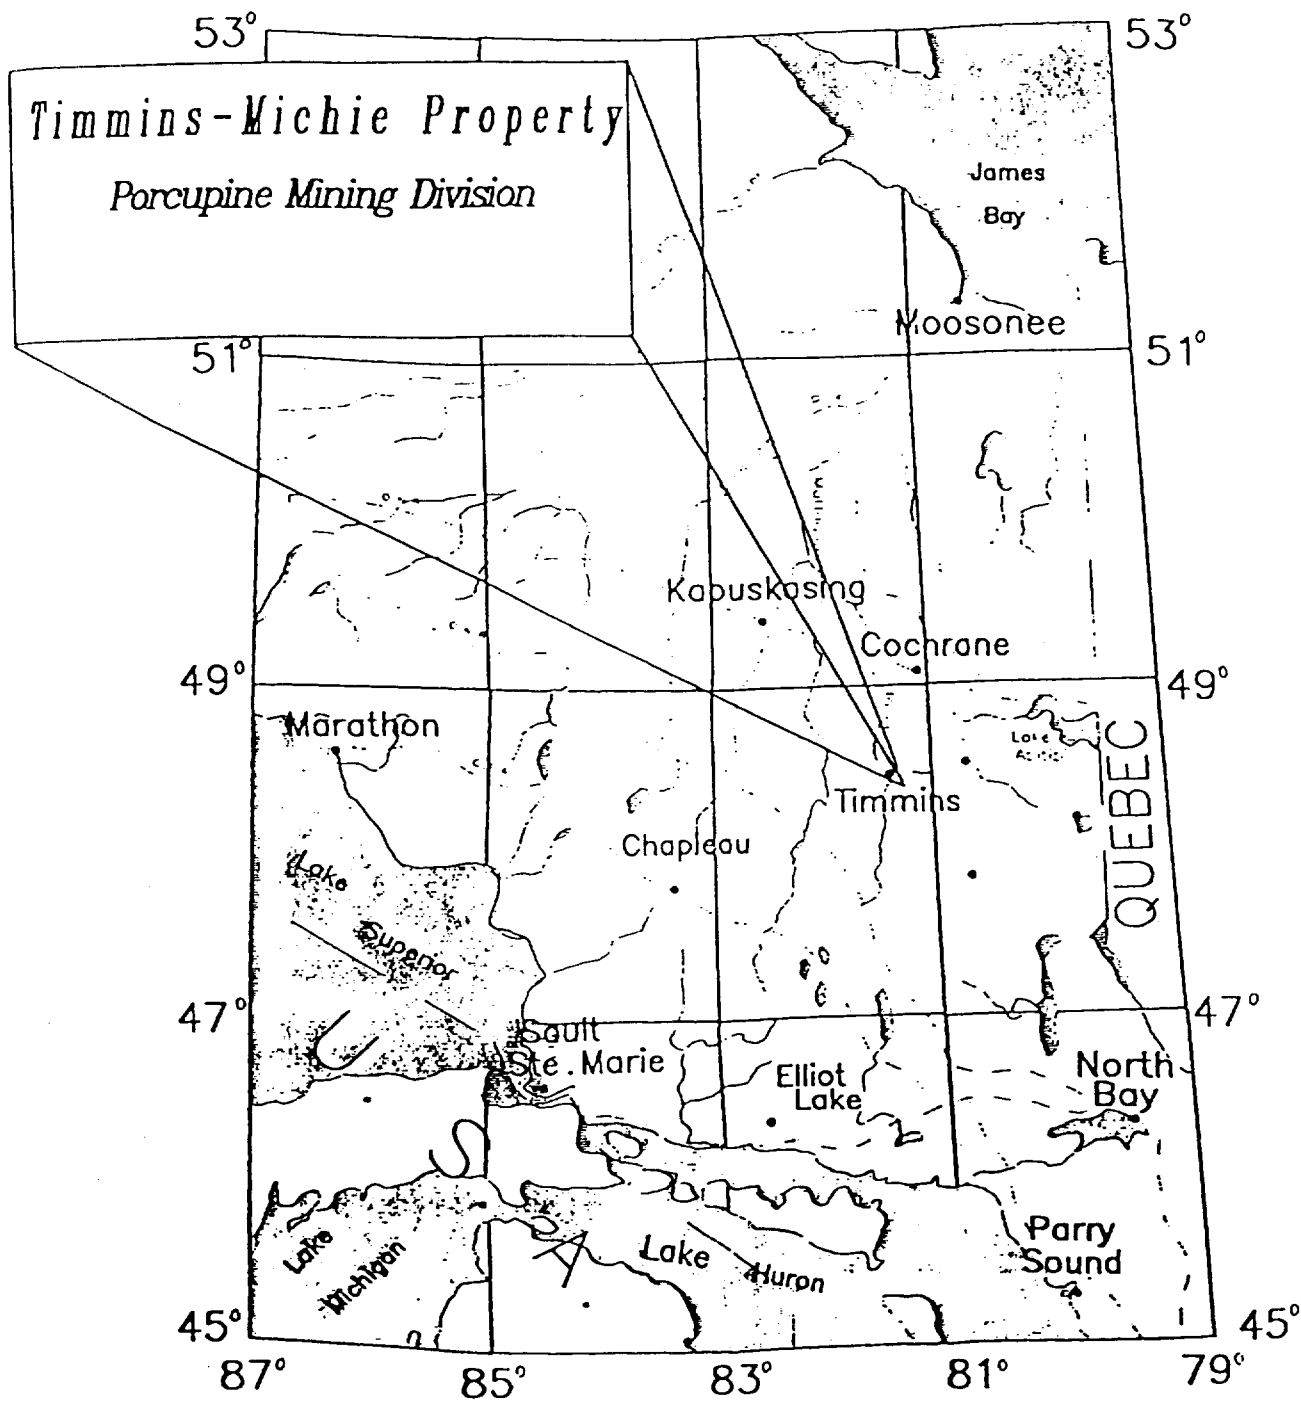 53°
53°
Timmins-Michie Property
Porcupine Mining Division
James
Bay
Moosonee
51°
51°
Kapuskasing
Cochrane
49°
49°
Marathon
Lake
Timmins
QUEBEC
Chapleau
Lake
Superior
47°
47°
Sault
Ste. Marie
Elliot
Lake
North
Bay
U
S
A
Lake
Michigan
Lake
Huron
Parry
Sound
45°
45°
87°
85°
83°
81°
79°